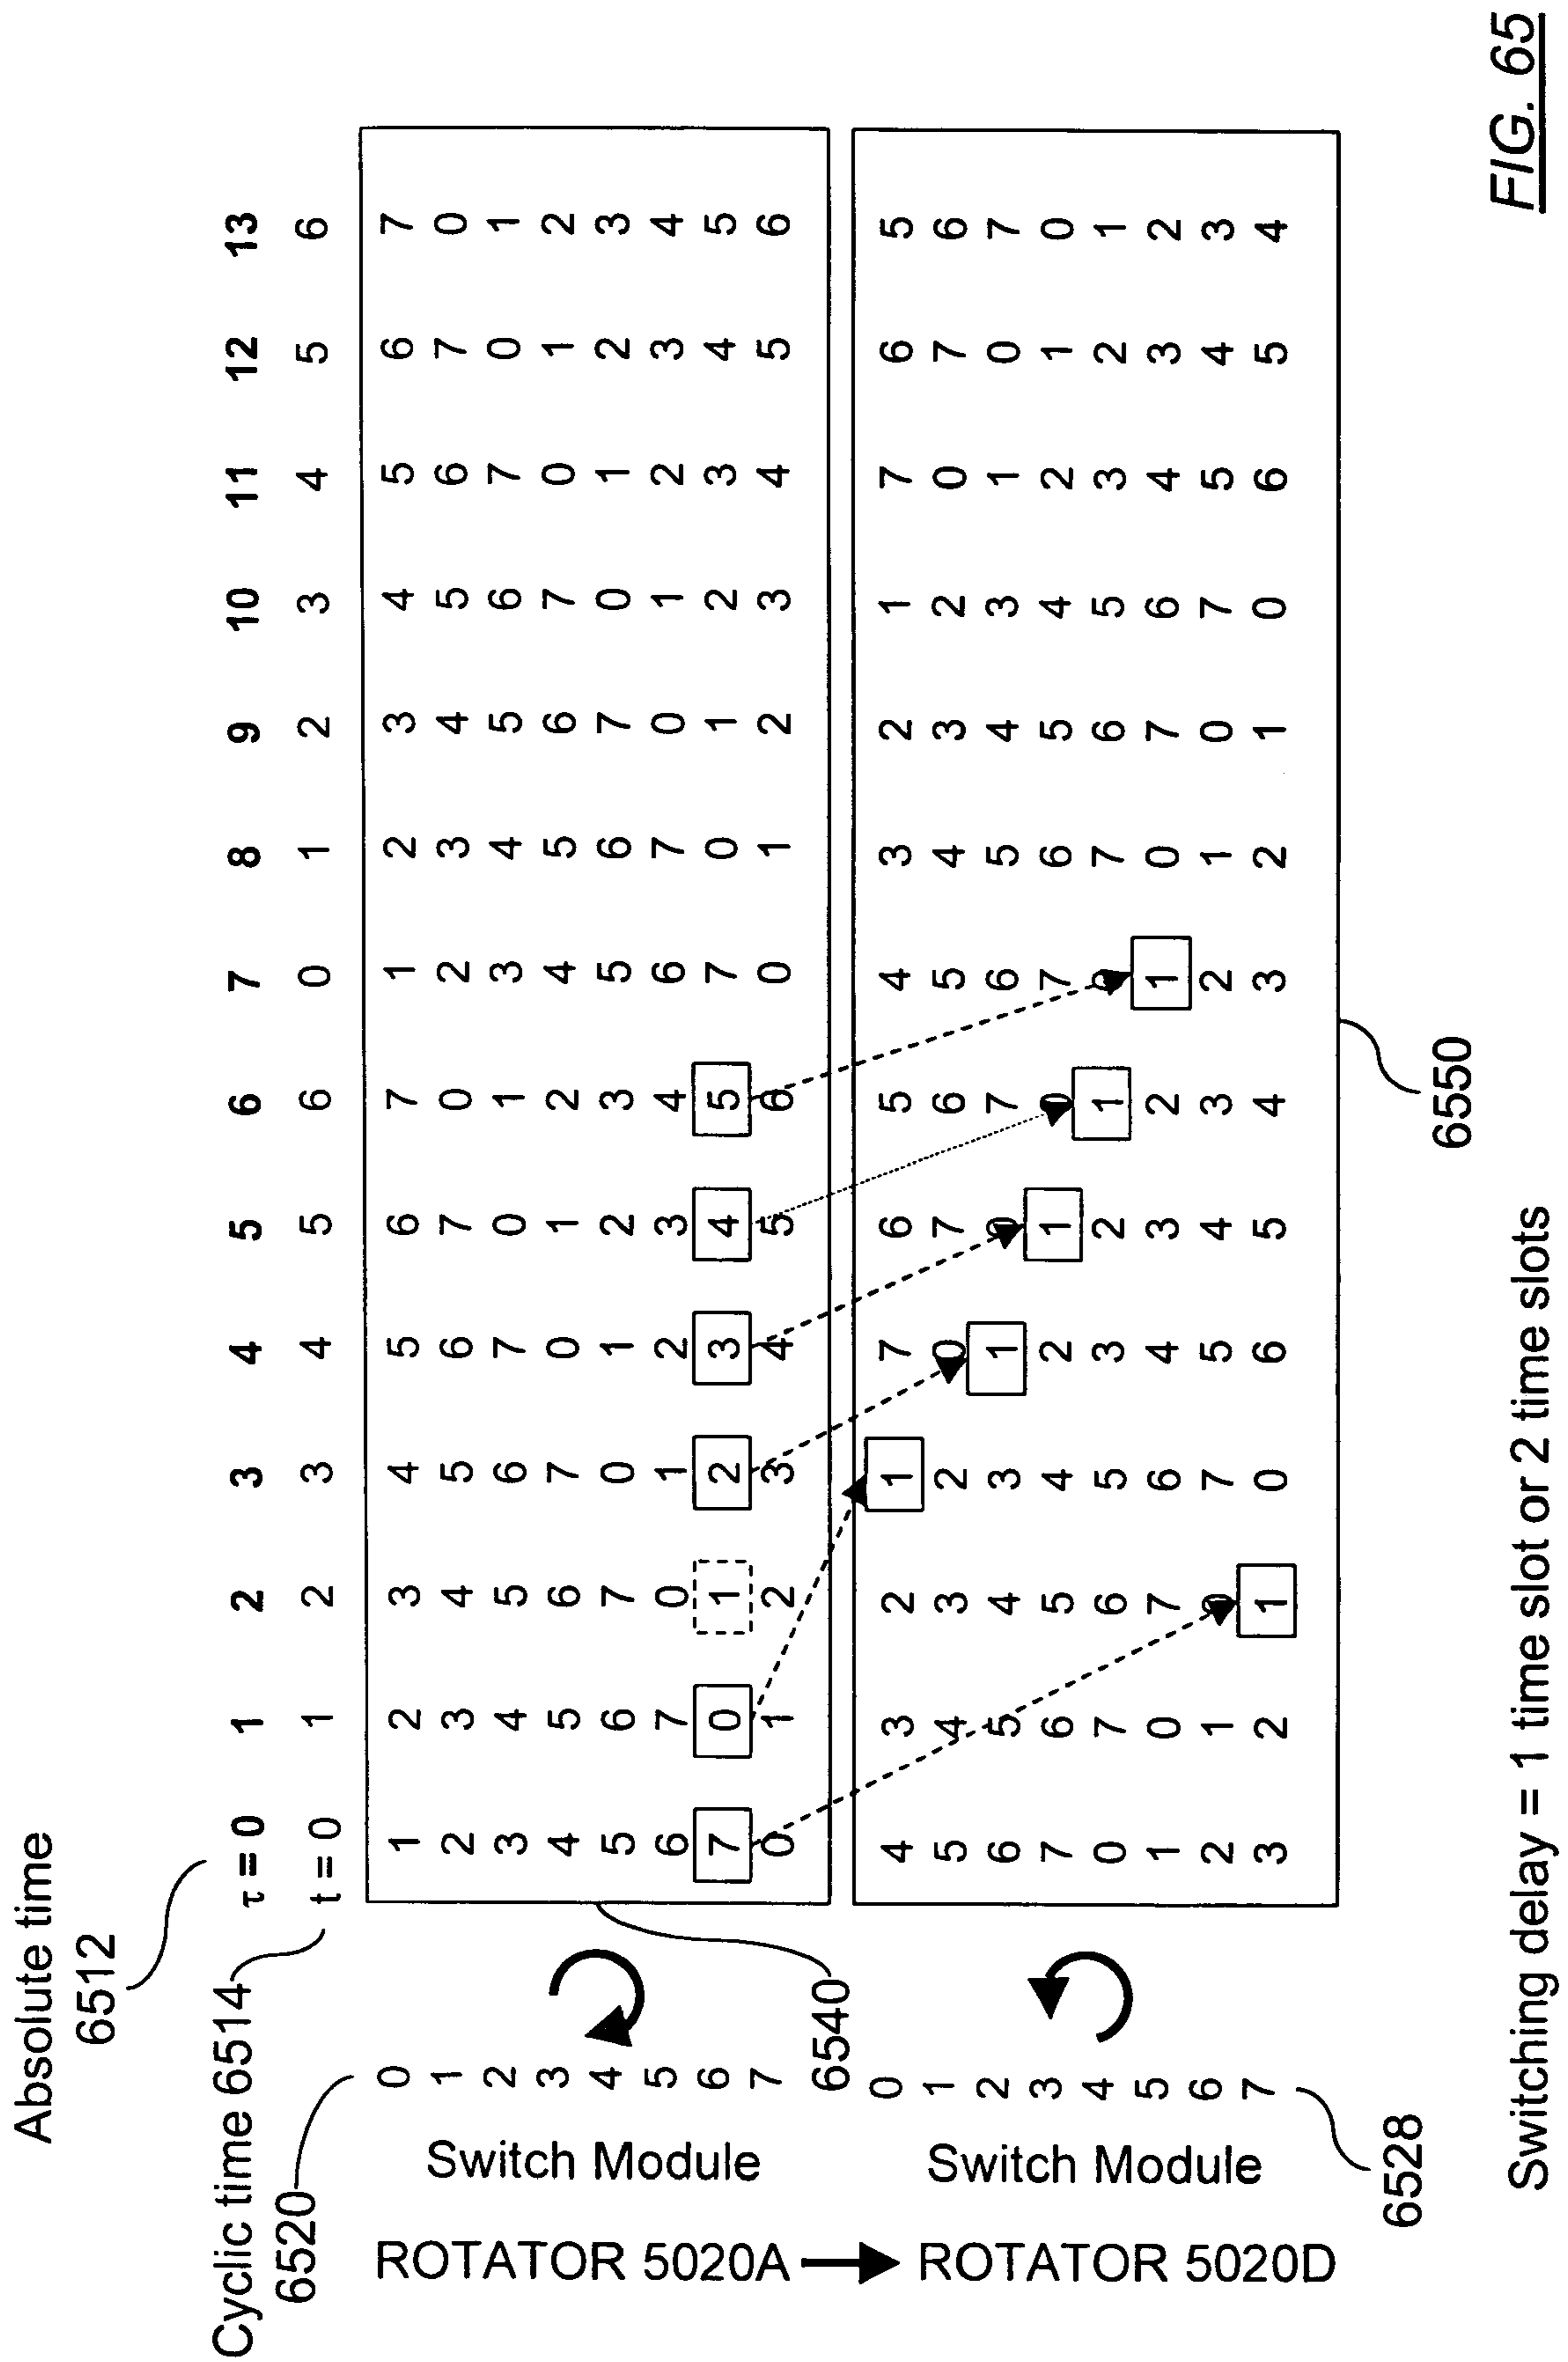 Absolute time
6512
τ = 0 1 2 3 4 5 6 7 8 9 10 11 12 13
Cyclic time 6514
t = 0 1 2 3 4 5 6 0 1 2 3 4 5 6
6520
0 1 2 3 4 5 6 7 1 2 3 4 5 6 7
1 2 3 4 5 6 7 0 2 3 4 5 6 7 0
2 3 4 5 6 7 0 1 3 4 5 6 7 0 1
3 4 5 6 7 0 1 2 4 5 6 7 0 1 2
4 5 6 7 0 1 2 3 5 6 7 0 1 2 3
5 6 7 0 1 2 3 4 6 7 0 1 2 3 4
6 7 0 1 2 3 4 5 7 0 1 2 3 4 5
7 0 1 2 3 4 5 6 0 1 2 3 4 5 6
Switch Module
ROTATOR 5020A
6540
0 4 3 2 1 7 6 5 4 3 2 1 7 6 5
1 5 4 3 2 0 7 6 5 4 3 2 0 7 6
2 6 5 4 3 1 0 7 6 5 4 3 1 0 7
3 7 6 5 4 2 1 0 7 6 5 4 2 1 0
4 0 7 6 5 3 2 1 0 7 6 5 3 2 1
5 1 0 7 6 4 3 2 1 0 7 6 4 3 2
6 2 1 0 7 5 4 3 2 1 0 7 5 4 3
7 3 2 1 0 6 5 4 3 2 1 0 6 5 4
Switch Module
ROTATOR 5020D
6528
6550
Switching delay = 1 time slot or 2 time slots
FIG. 65